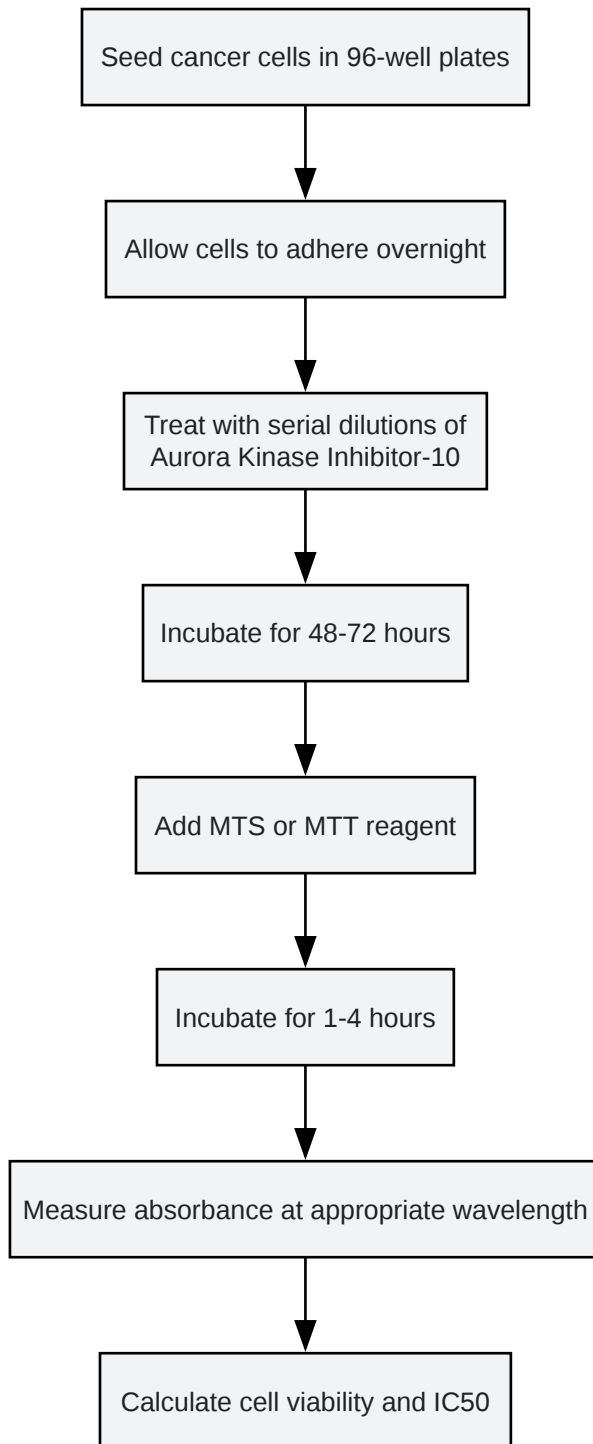 Seed cancer cells in 96-well plates
Allow cells to adhere overnight
Treat with serial dilutions of
Aurora Kinase Inhibitor-10
Incubate for 48-72 hours
Add MTS or MTT reagent
Incubate for 1-4 hours
Measure absorbance at appropriate wavelength
Calculate cell viability and IC50